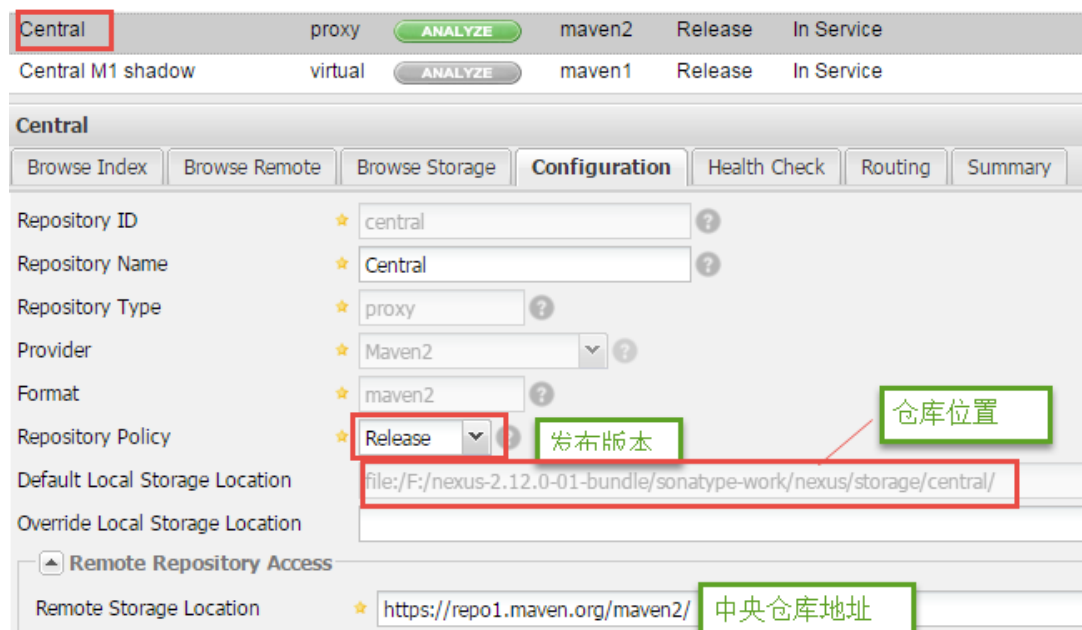 Central proxy ANALYZE maven2 Release In Service
Central M1 shadow virtual ANALYZE maven1 Release In Service
Central
Browse Index Browse Remote Browse Storage Configuration Health Check Routing Summary
Repository ID central
Repository Name Central
Repository Type proxy
Provider Maven2
Format maven2
仓库位置
Repository Policy Release 发布版本
Default Local Storage Location file:/F:/nexus-2.12.0-01-bundle/sonatype-work/nexus/storage/central/
Override Local Storage Location
Remote Repository Access
Remote Storage Location https://repo1.maven.org/maven2/ 中央仓库地址